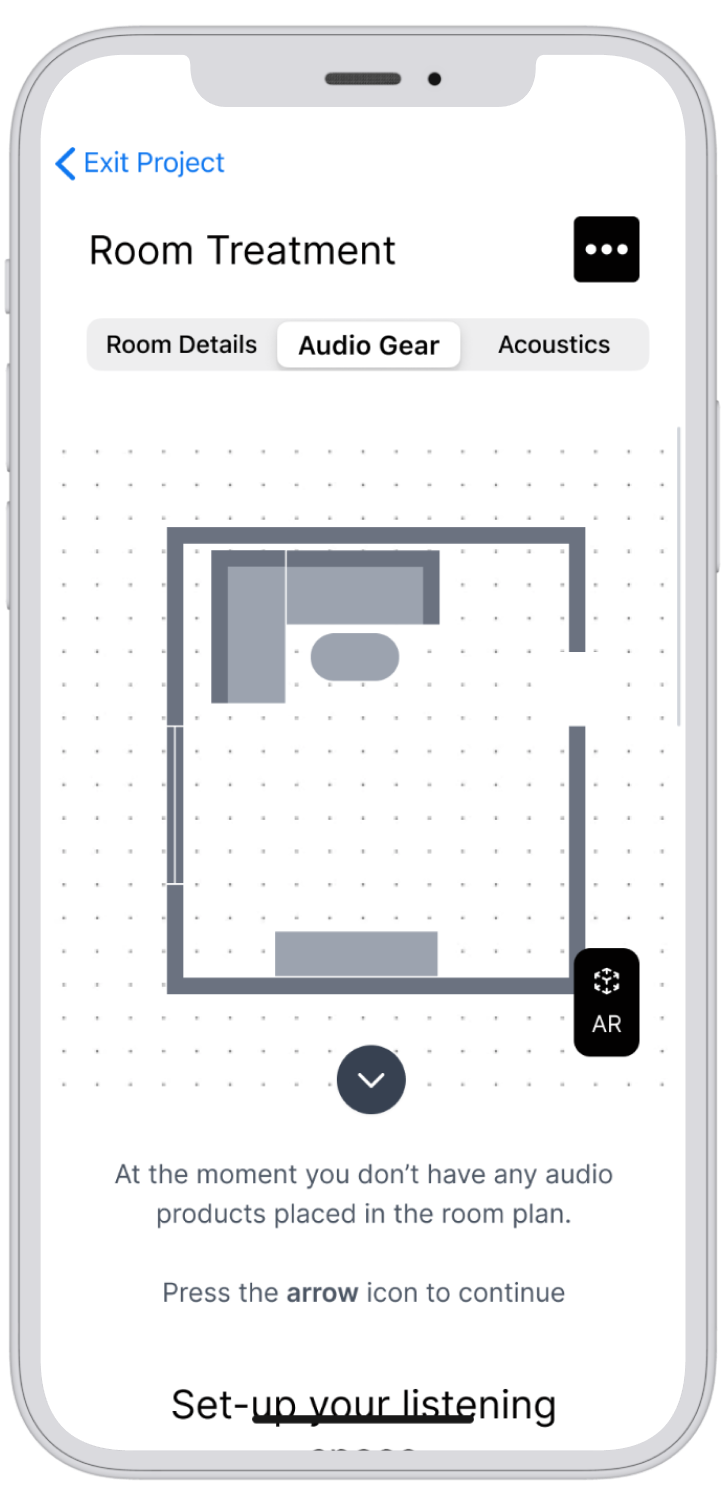 Exit Project
Room Treatment
Room Details Audio Gear Acoustics
AR
At the moment you don’t have any audio
products placed in the room plan.
Press the arrow icon to continue
Set-up your listening